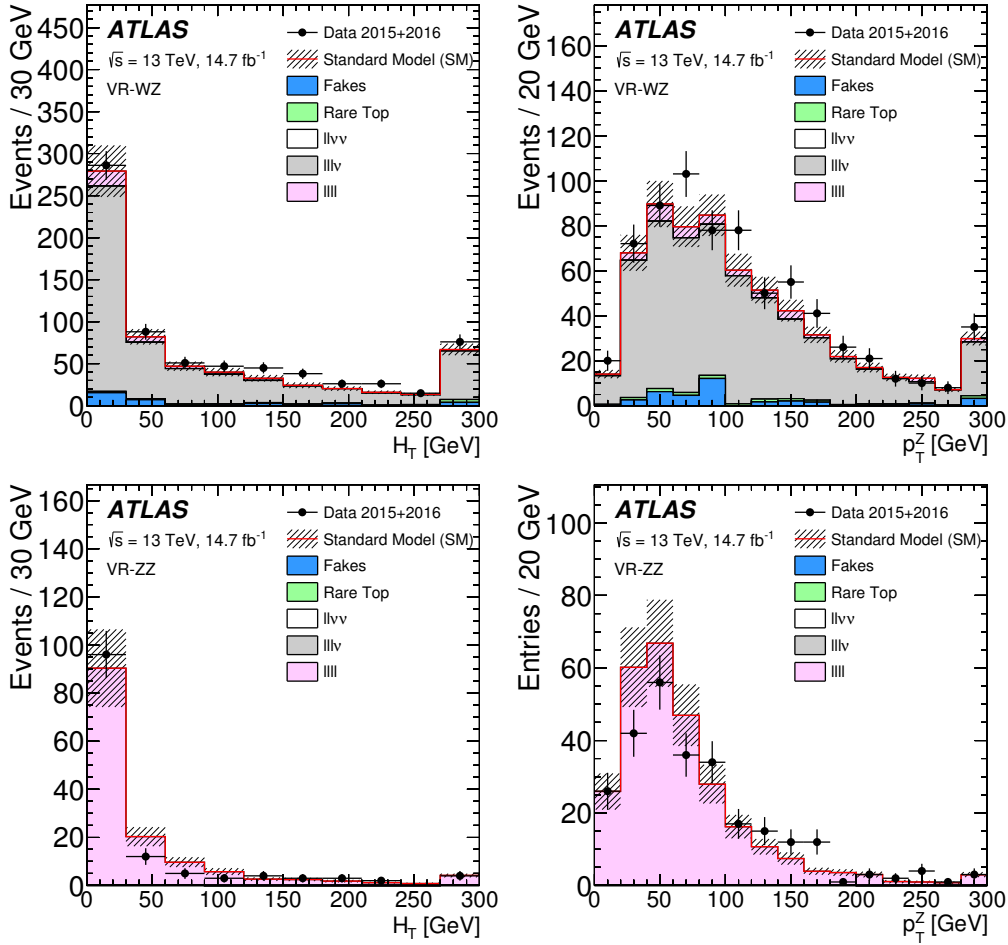 ATLAS
√s = 13 TeV, 14.7 fb⁻¹
VR-WZ
Data 2015+2016
Standard Model (SM)
Fakes
Rare Top
llνν
lllν
llll
Events / 30 GeV
450
400
350
300
250
200
150
100
50
0
0 50 100 150 200 250 300
H_T [GeV]
ATLAS
√s = 13 TeV, 14.7 fb⁻¹
VR-WZ
Data 2015+2016
Standard Model (SM)
Fakes
Rare Top
llνν
lllν
llll
Events / 20 GeV
160
140
120
100
80
60
40
20
0
0 50 100 150 200 250 300
p_T^Z [GeV]
ATLAS
√s = 13 TeV, 14.7 fb⁻¹
VR-ZZ
Data 2015+2016
Standard Model (SM)
Fakes
Rare Top
llνν
lllν
llll
Events / 30 GeV
160
140
120
100
80
60
40
20
0
0 50 100 150 200 250 300
H_T [GeV]
ATLAS
√s = 13 TeV, 14.7 fb⁻¹
VR-ZZ
Data 2015+2016
Standard Model (SM)
Fakes
Rare Top
llνν
lllν
llll
Entries / 20 GeV
100
80
60
40
20
0
0 50 100 150 200 250 300
p_T^Z [GeV]